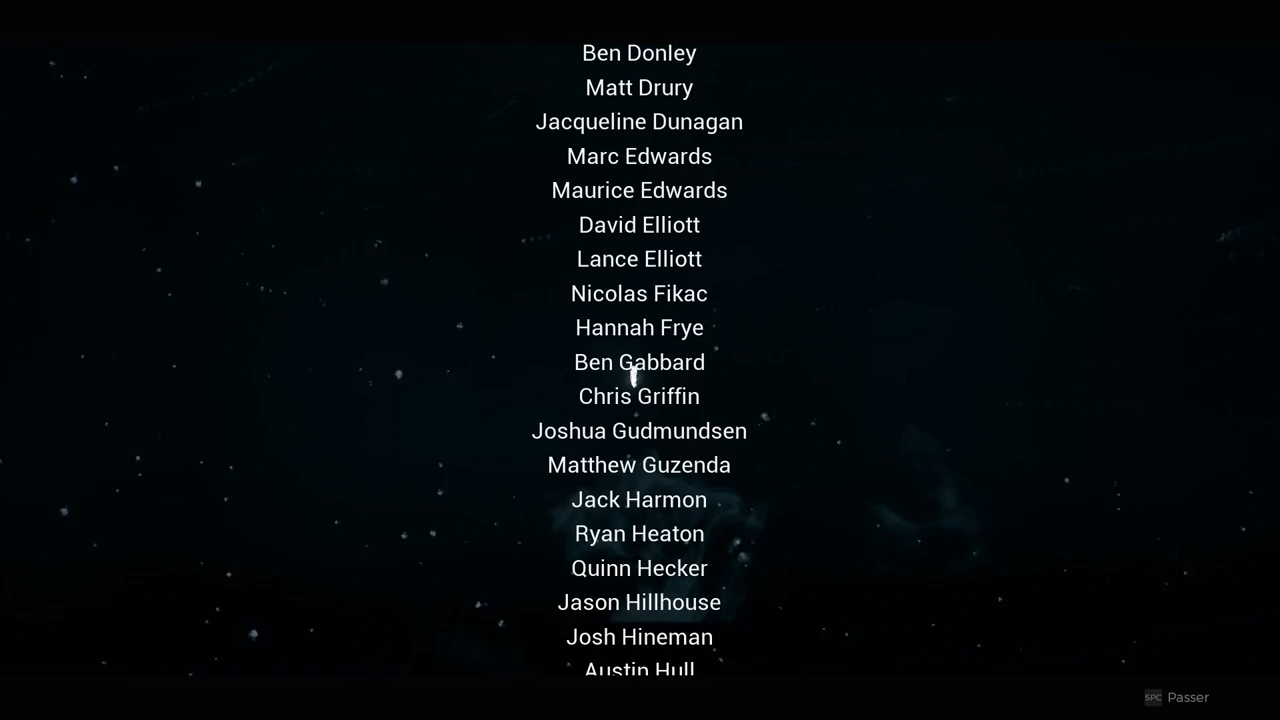 Ben Donley
Matt Drury
Jacqueline Dunagan
Marc Edwards
Maurice Edwards
David Elliott
Lance Elliott
Nicolas Fikac
Hannah Frye
Ben Gabbard
Chris Griffin
Joshua Gudmundsen
Matthew Guzenda
Jack Harmon
Ryan Heaton
Quinn Hecker
Jason Hillhouse
Josh Hineman
Austin Hull
SPC Passer